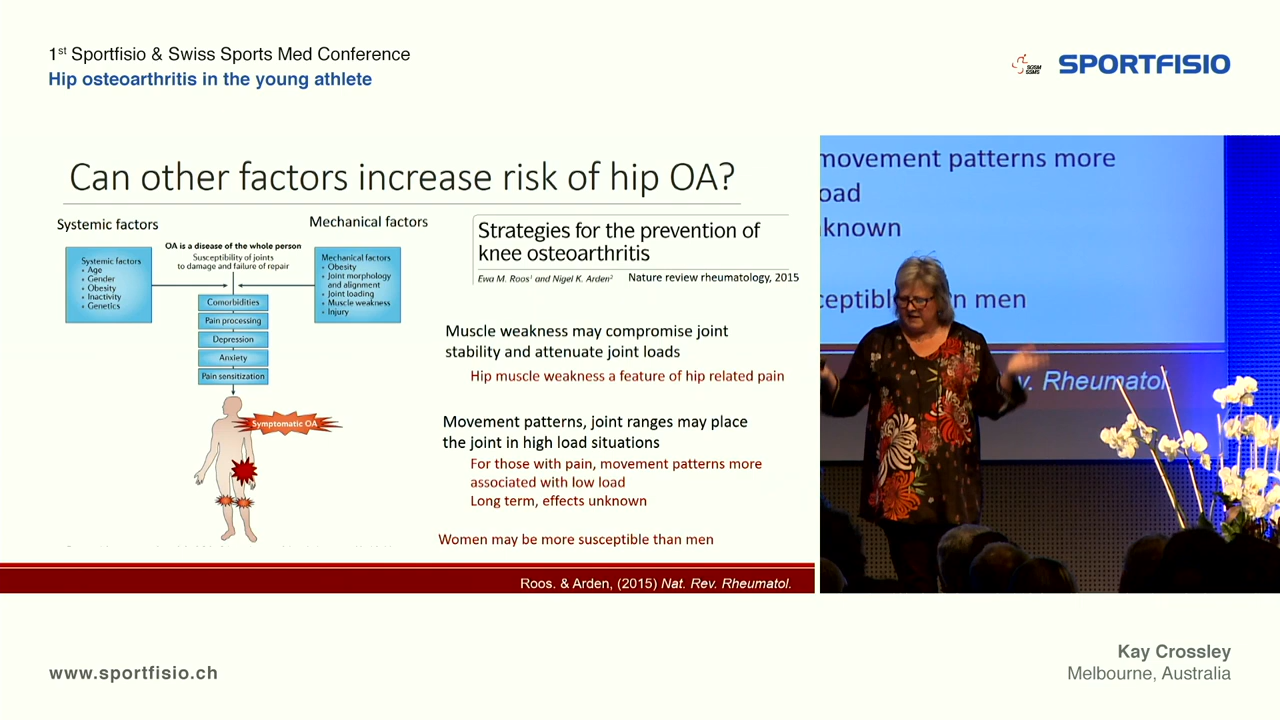 1st Sportfisio & Swiss Sports Med Conference
Hip osteoarthritis in the young athlete
SGSM
SSMS
SPORTFISIO
Can other factors increase risk of hip OA?
Systemic factors
Mechanical factors
OA is a disease of the whole person
Susceptibility of joints
to damage and failure of repair
Systemic factors
• Age
• Gender
• Obesity
• Inactivity
• Genetics
Mechanical factors
• Obesity
• Joint morphology
and alignment
• Joint loading
• Muscle weakness
• Injury
Comorbidities
Pain processing
Depression
Anxiety
Pain sensitization
Symptomatic OA
Strategies for the prevention of
knee osteoarthritis
Ewa M. Roos¹ and Nigel K. Arden²
Nature review rheumatology, 2015
Muscle weakness may compromise joint
stability and attenuate joint loads
Hip muscle weakness a feature of hip related pain
Movement patterns, joint ranges may place
the joint in high load situations
For those with pain, movement patterns more
associated with low load
Long term, effects unknown
Women may be more susceptible than men
Roos. & Arden, (2015) Nat. Rev. Rheumatol.
movement patterns more
oad
known
ceptibl n men
v. Rheumatol
www.sportfisio.ch
Kay Crossley
Melbourne, Australia